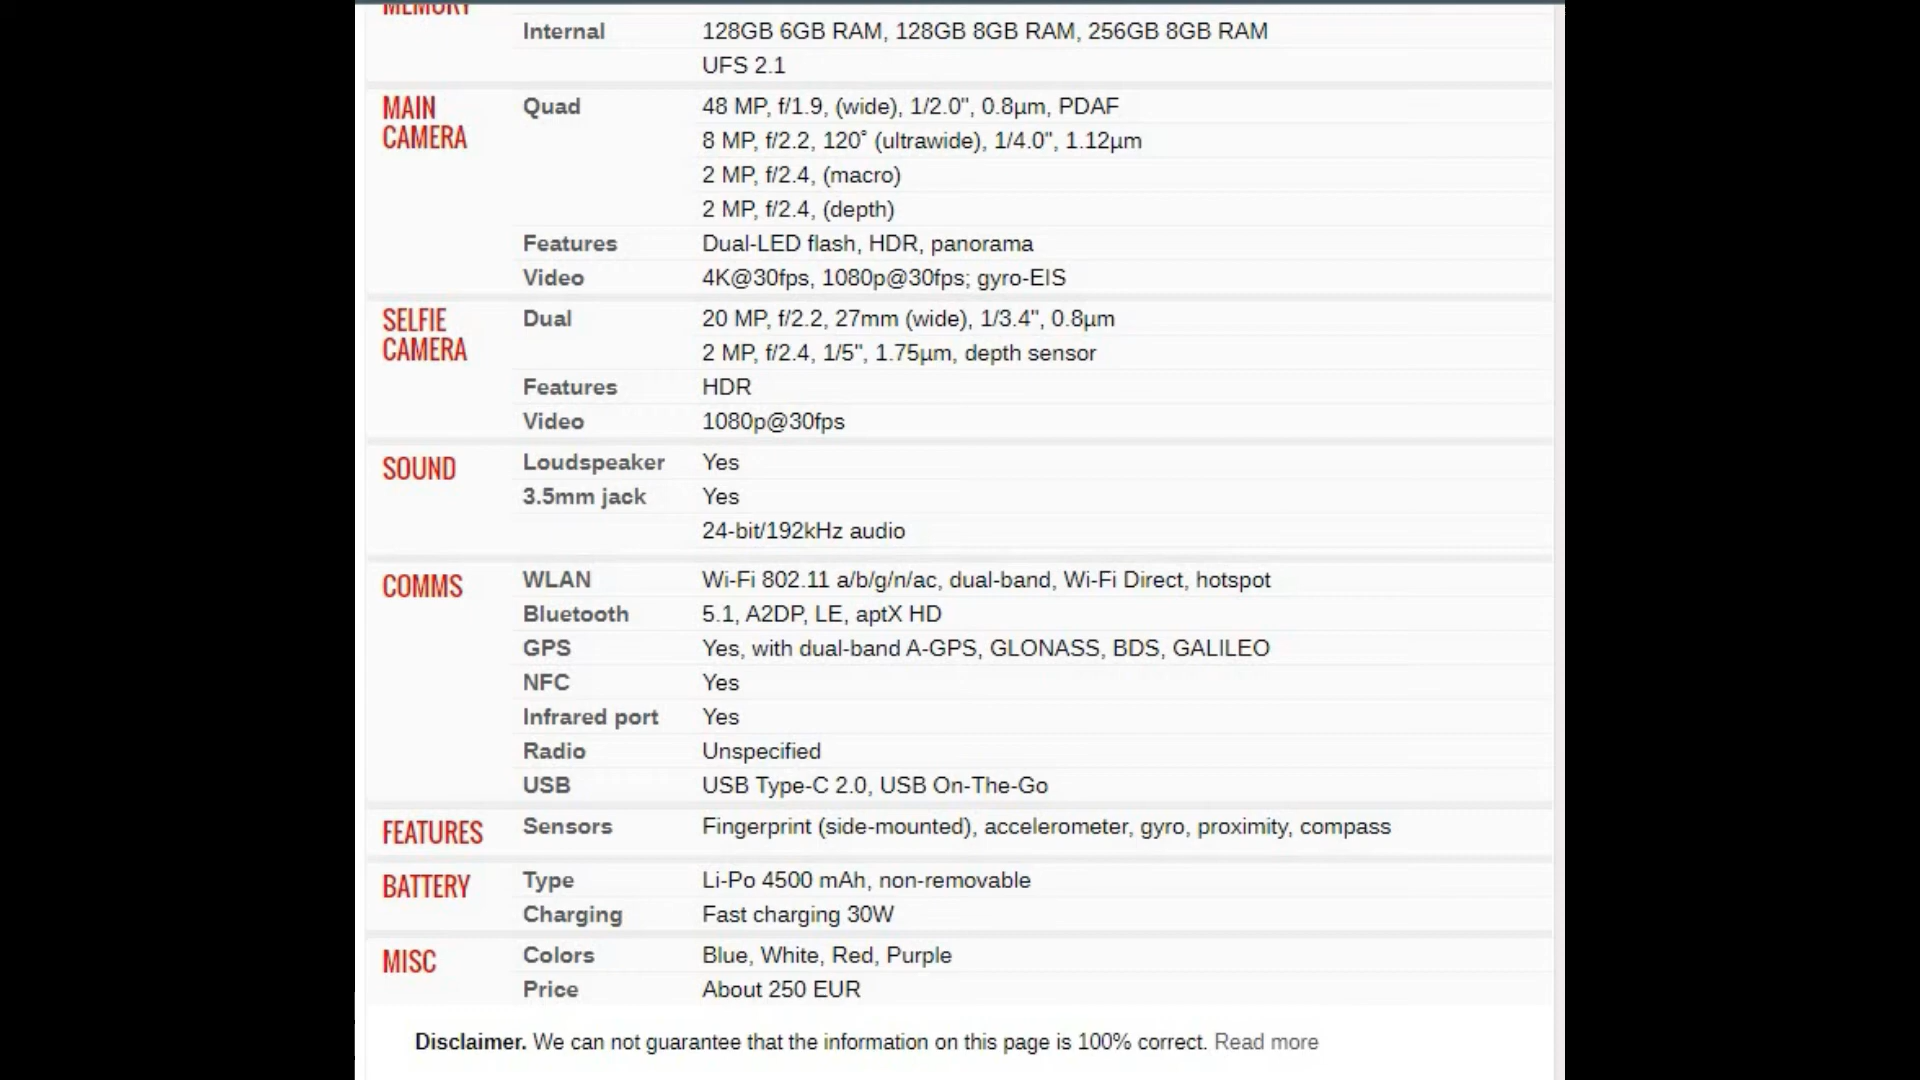 MEMORY
Internal 128GB 6GB RAM, 128GB 8GB RAM, 256GB 8GB RAM
UFS 2.1
MAIN CAMERA Quad 48 MP, f/1.9, (wide), 1/2.0", 0.8µm, PDAF
8 MP, f/2.2, 120˚ (ultrawide), 1/4.0", 1.12µm
2 MP, f/2.4, (macro)
2 MP, f/2.4, (depth)
Features Dual-LED flash, HDR, panorama
Video 4K@30fps, 1080p@30fps; gyro-EIS
SELFIE CAMERA Dual 20 MP, f/2.2, 27mm (wide), 1/3.4", 0.8µm
2 MP, f/2.4, 1/5", 1.75µm, depth sensor
Features HDR
Video 1080p@30fps
SOUND Loudspeaker Yes
3.5mm jack Yes
24-bit/192kHz audio
COMMS WLAN Wi-Fi 802.11 a/b/g/n/ac, dual-band, Wi-Fi Direct, hotspot
Bluetooth 5.1, A2DP, LE, aptX HD
GPS Yes, with dual-band A-GPS, GLONASS, BDS, GALILEO
NFC Yes
Infrared port Yes
Radio Unspecified
USB USB Type-C 2.0, USB On-The-Go
FEATURES Sensors Fingerprint (side-mounted), accelerometer, gyro, proximity, compass
BATTERY Type Li-Po 4500 mAh, non-removable
Charging Fast charging 30W
MISC Colors Blue, White, Red, Purple
Price About 250 EUR
Disclaimer. We can not guarantee that the information on this page is 100% correct. Read more